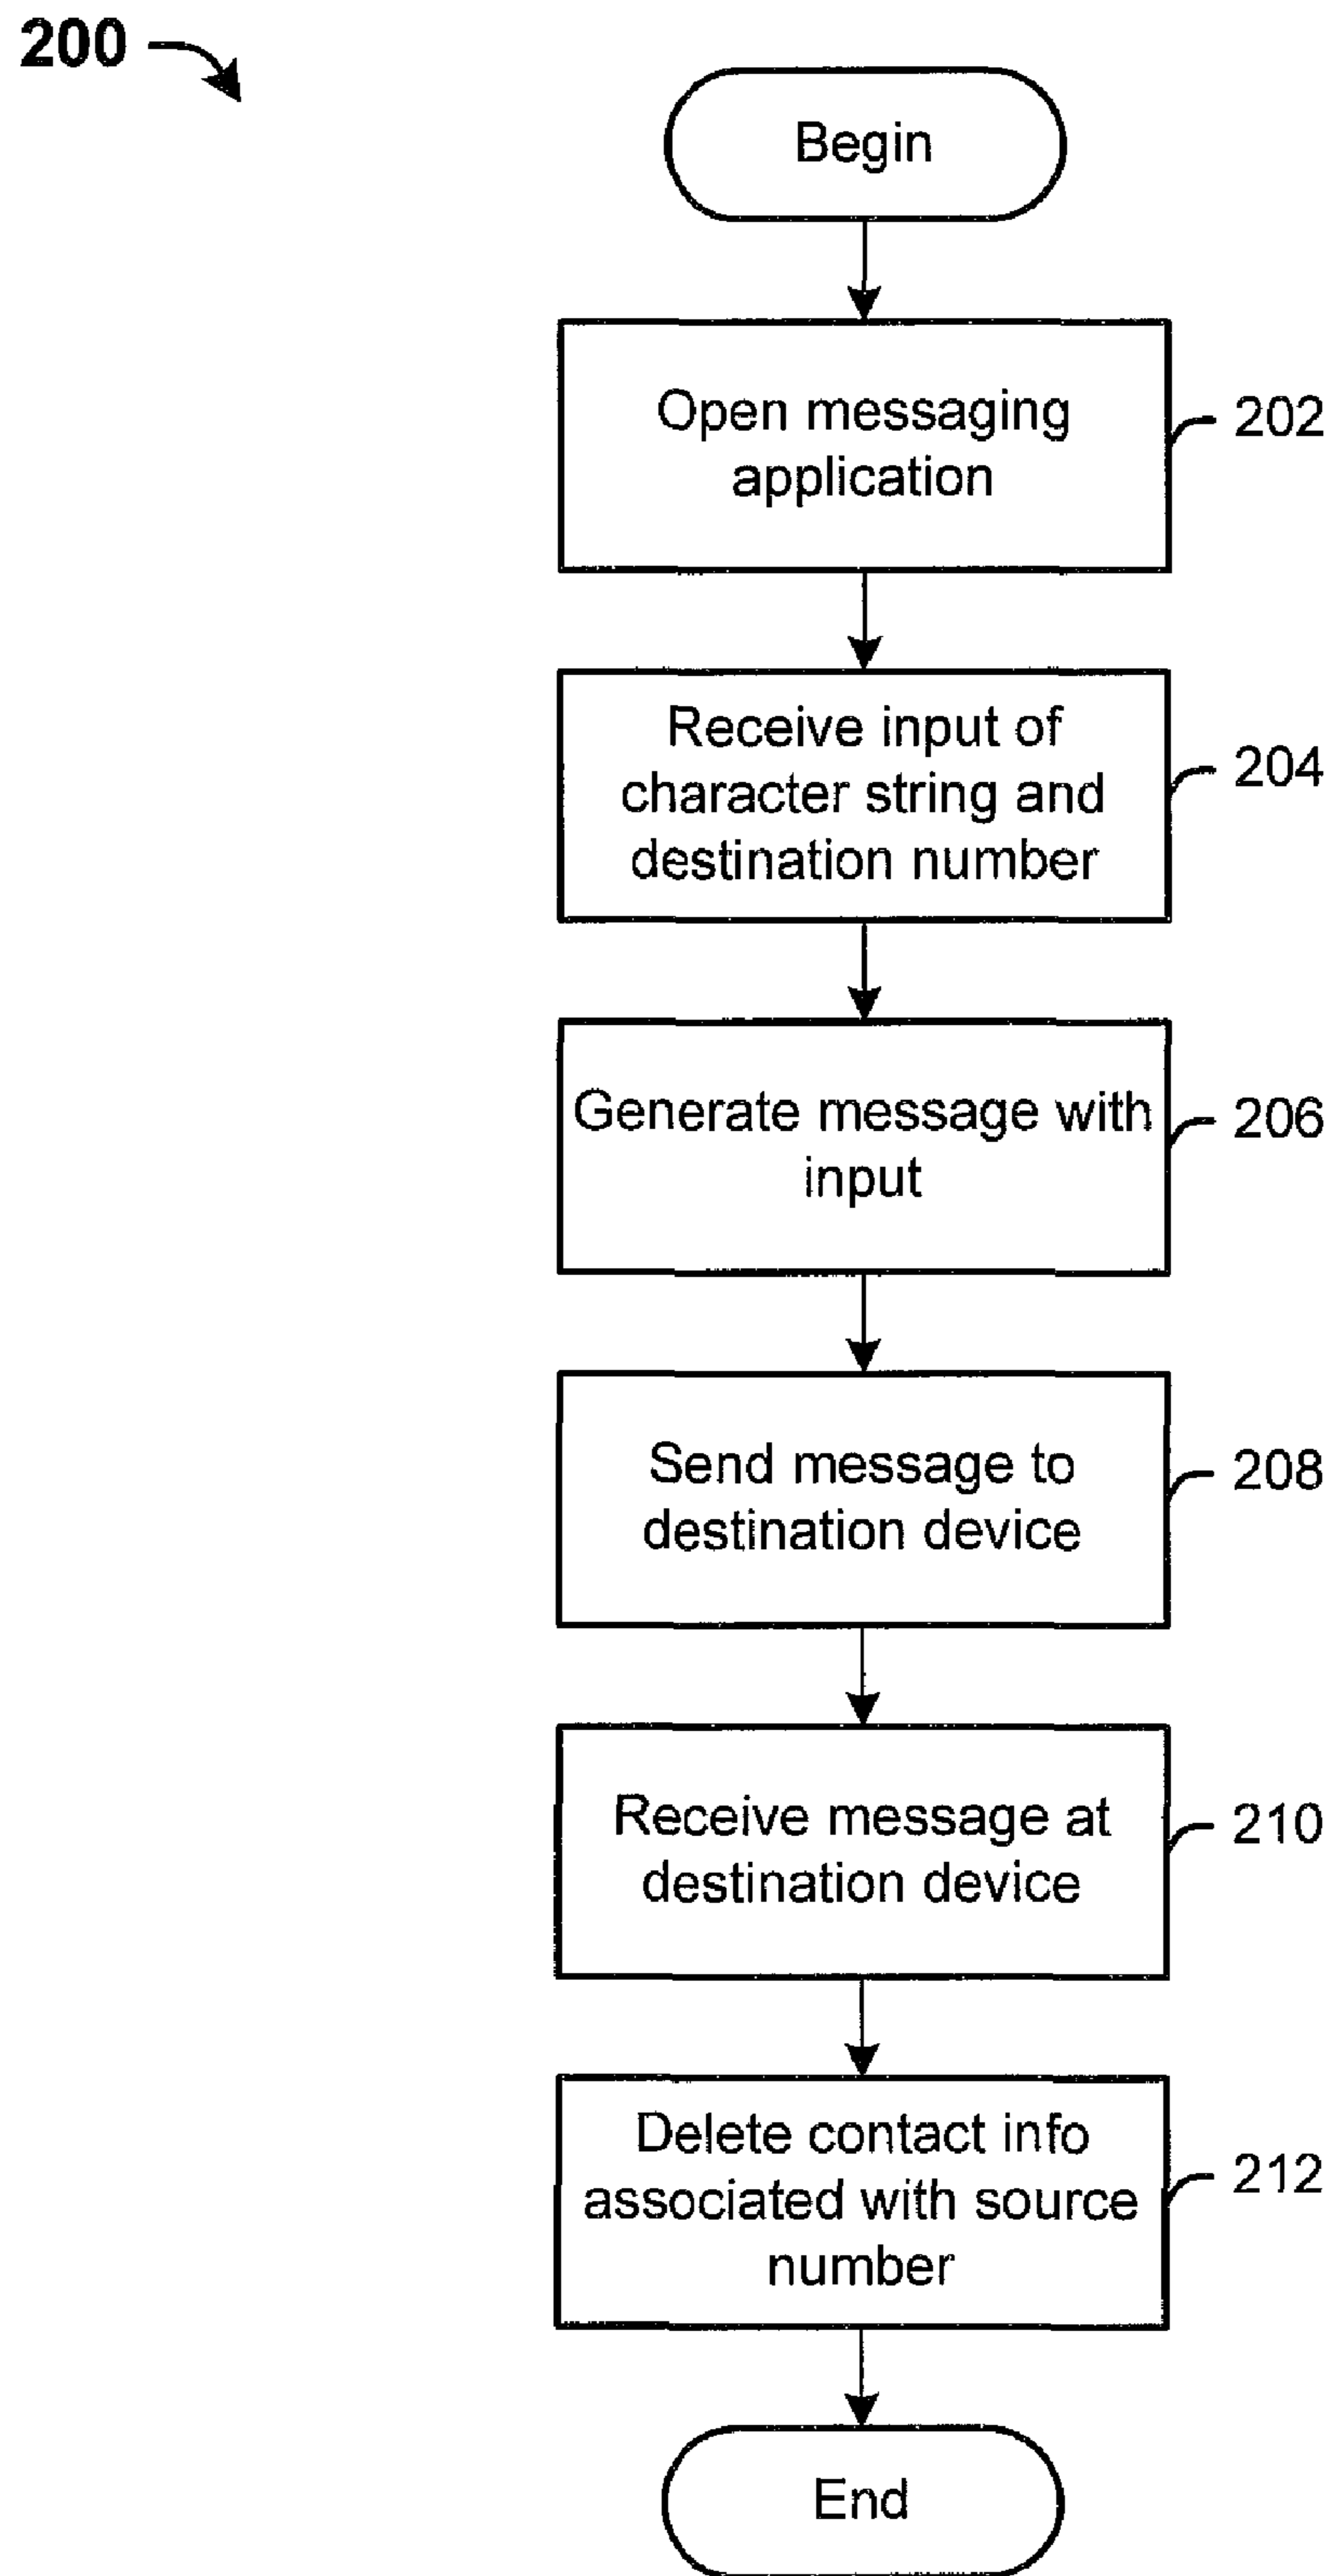 200
Begin
Open messaging
application
202
Receive input of
character string and
destination number
204
Generate message with
input
206
Send message to
destination device
208
Receive message at
destination device
210
Delete contact info
associated with source
number
212
End